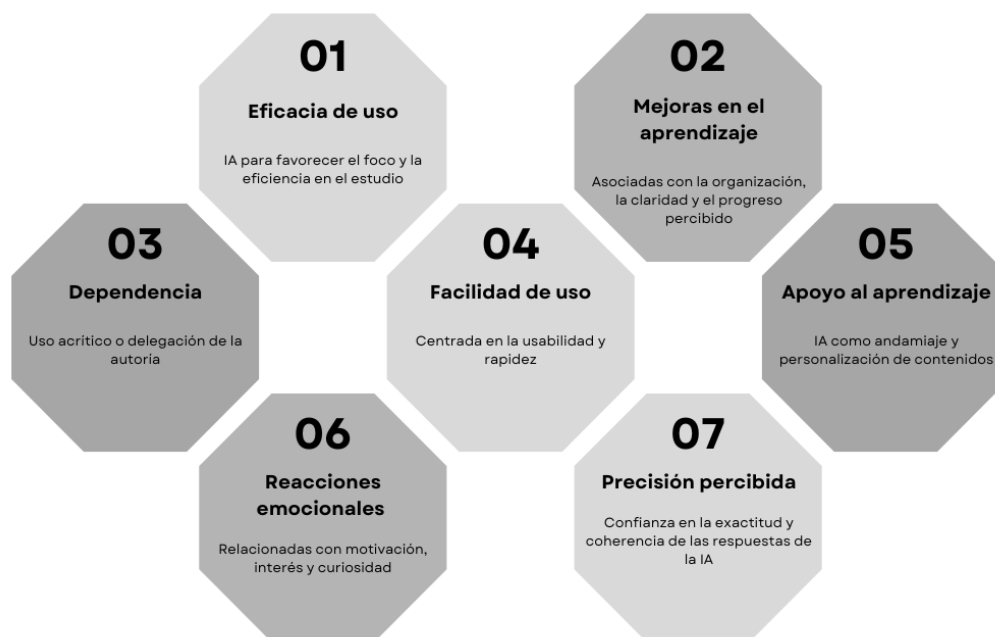 01
Eficacia de uso
IA para favorecer el foco y la
eficiencia en el estudio
02
Mejoras en el
aprendizaje
Asociadas con la organización,
la claridad y el progreso
percibido
03
Dependencia
Uso acrítico o delegación de la
autoría
04
Facilidad de uso
Centrada en la usabilidad y
rapidez
05
Apoyo al aprendizaje
IA como andamiaje y
personalización de contenidos
06
Reacciones
emocionales
Relacionadas con motivación,
interés y curiosidad
07
Precisión percibida
Confianza en la exactitud y
coherencia de las respuestas de
la IA